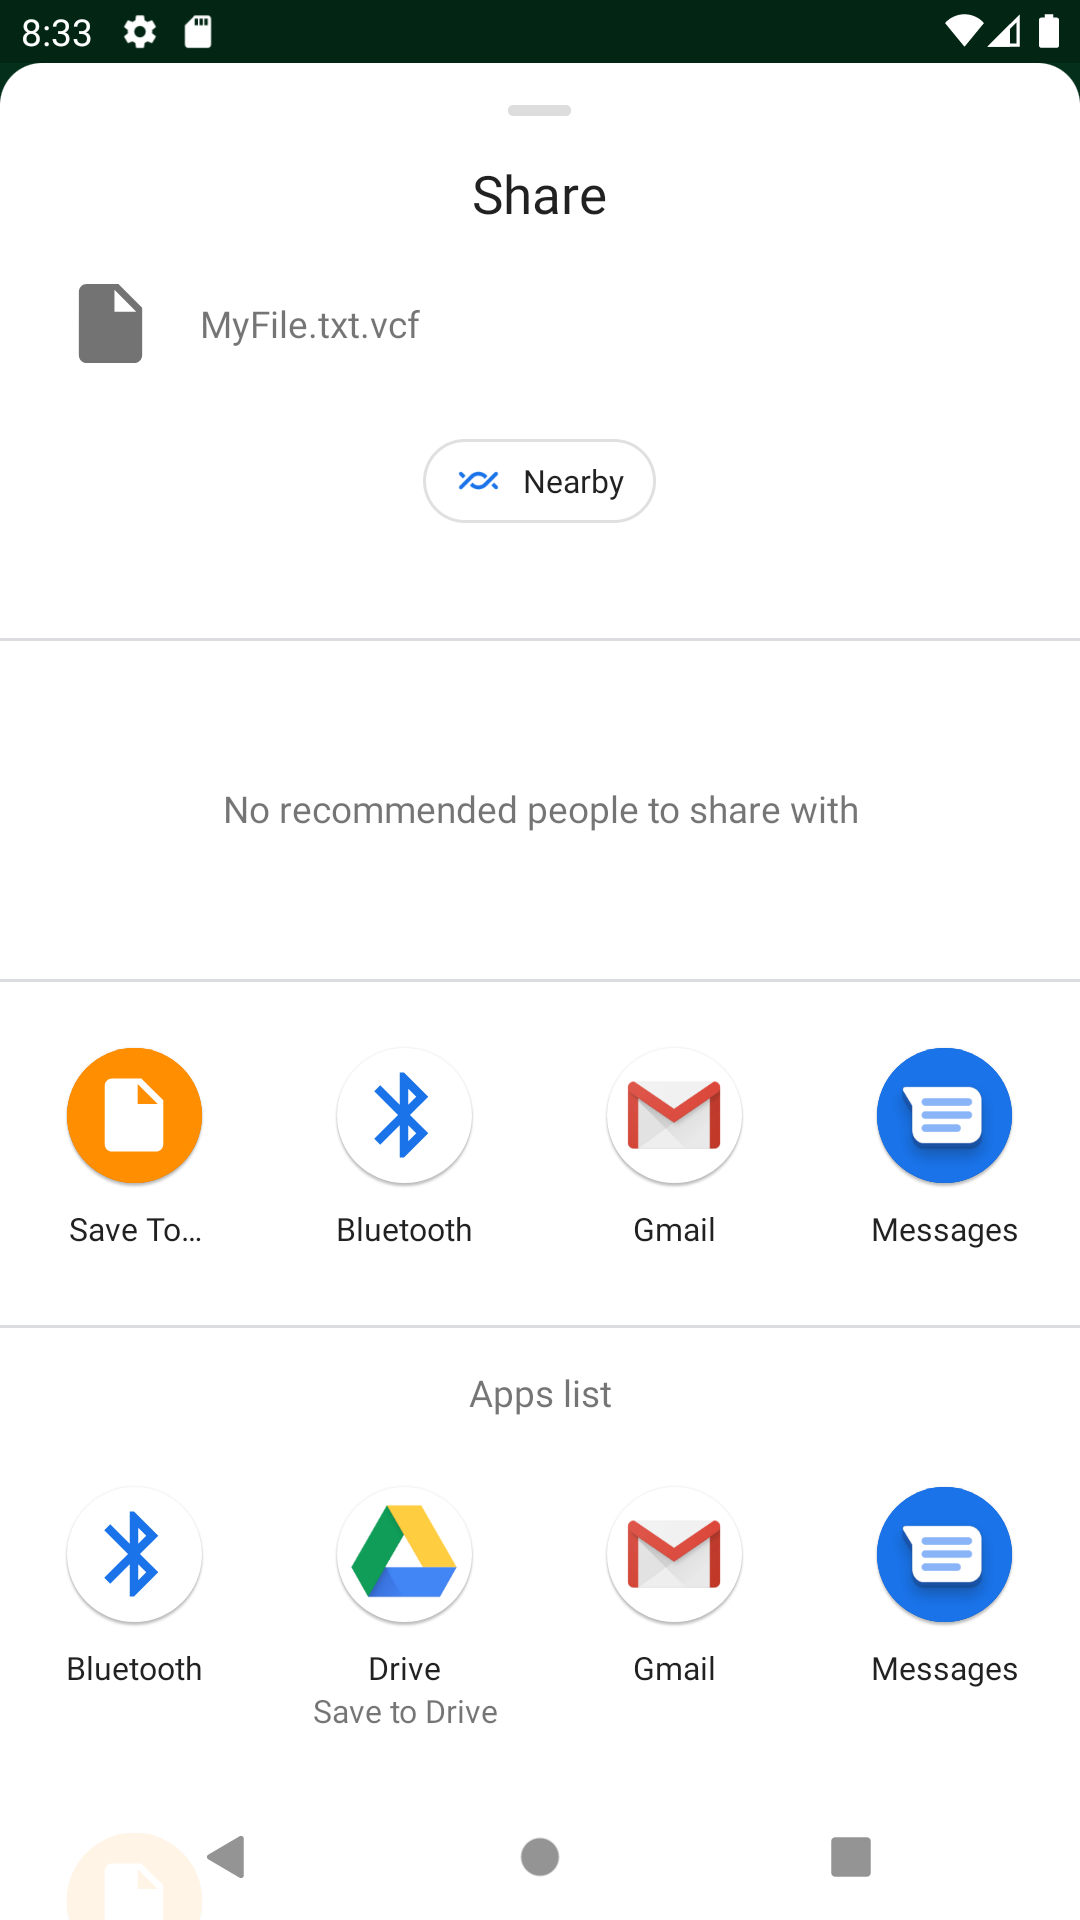 8:33
Share
MyFile.txt.vcf
Nearby
No recommended people to share with
Save To…
Bluetooth
Gmail
Messages
Apps list
Bluetooth
Drive
Save to Drive
Gmail
Messages